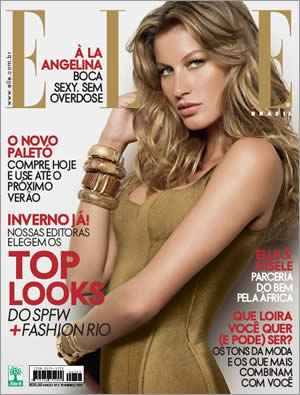 ELLE
www.elle.com.br
BRASIL
À LA
ANGELINA
BOCA
SEXY. SEM
OVERDOSE
O NOVO
PALETÓ
COMPRE HOJE
E USE ATÉ O
PRÓXIMO
VERÃO
INVERNO JÁ!
NOSSAS EDITORAS
ELEGEM OS
TOP
LOOKS
DO SPFW
+FASHION RIO
ELLE &
GISELE
PARCERIA
DO BEM
PELA ÁFRICA
QUE LOIRA
VOCÊ QUER
(E PODE) SER?
OS TONS DA MODA
E OS QUE MAIS
COMBINAM
COM VOCÊ
Abril